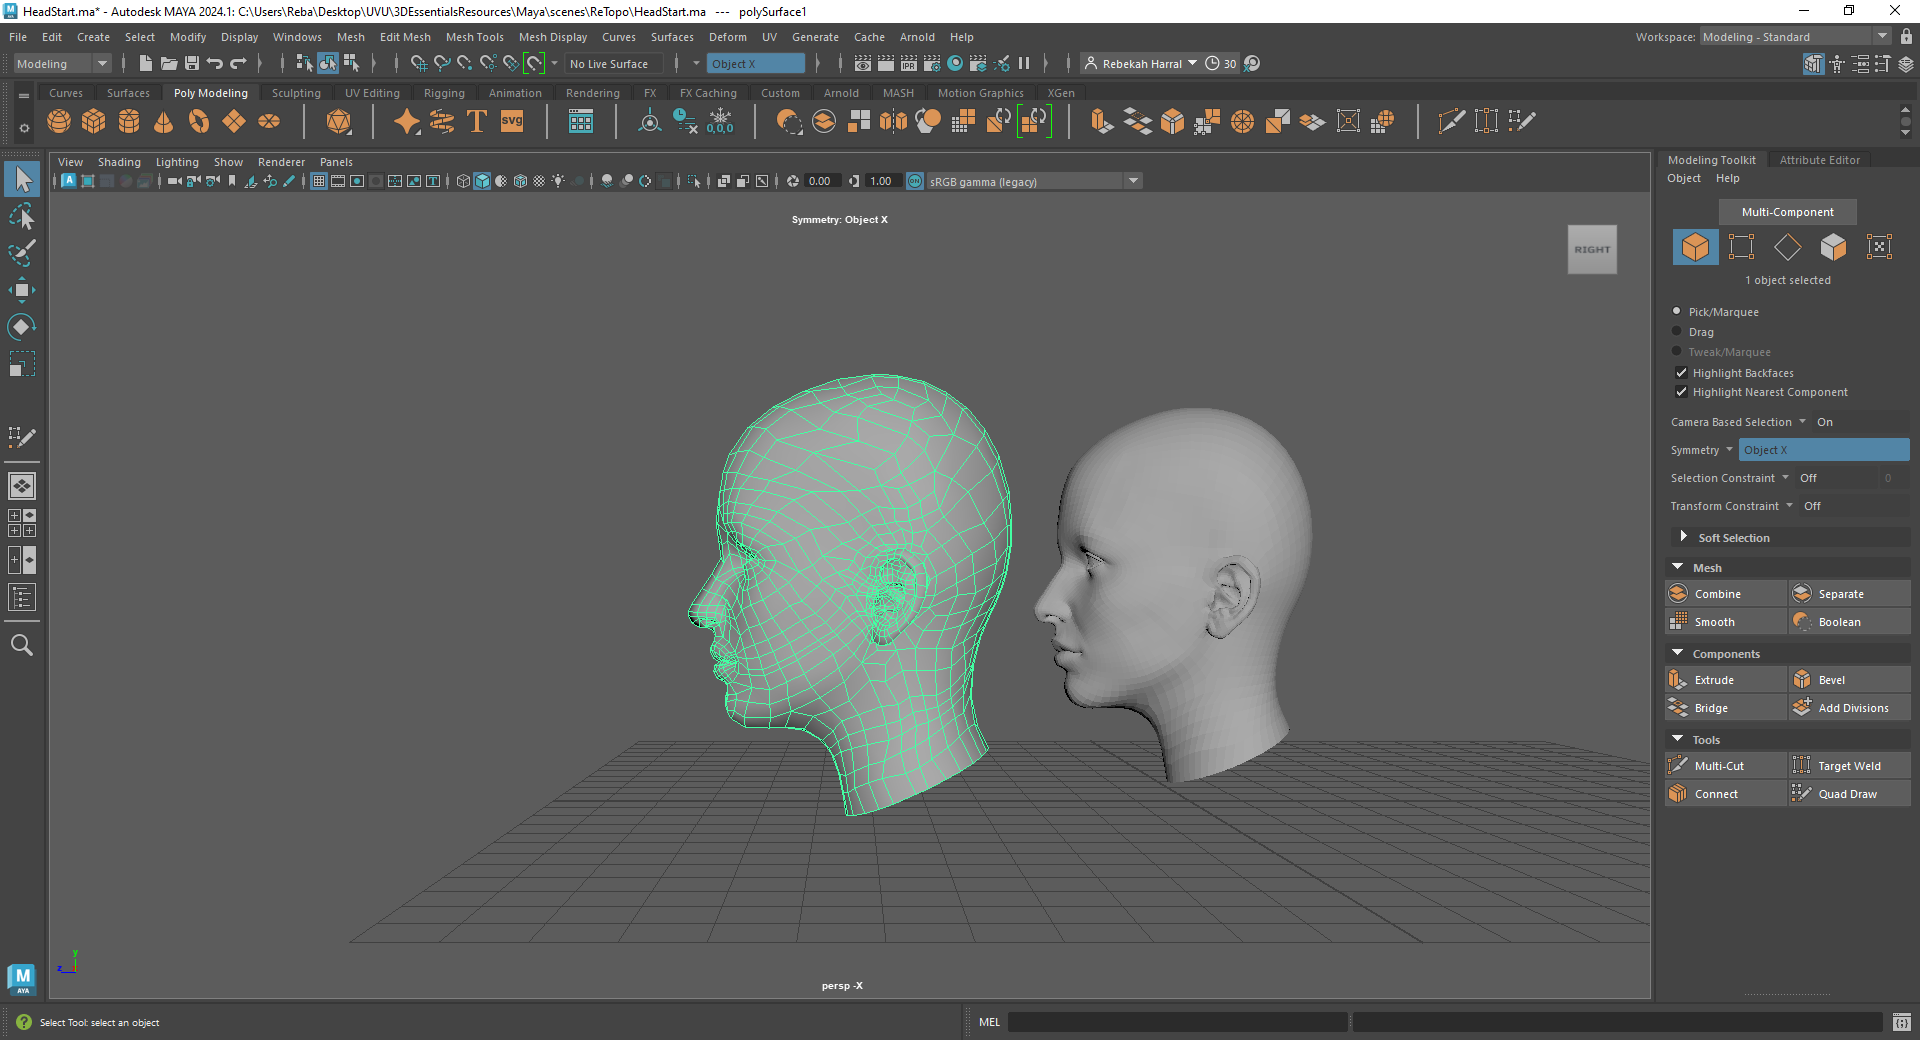 HeadStart.ma* - Autodesk MAYA 2024.1: C:\Users\Reba\Desktop\UVU\3DEssentialsResources\Maya\scenes\ReTopo\HeadStart.ma   ---   polySurface1
File Edit Create Select Modify Display Windows Mesh Edit Mesh Mesh Tools Mesh Display Curves Surfaces Deform UV Generate Cache Arnold Help Workspace: Modeling - Standard
Modeling No Live Surface Object X IPR Rebekah Harral 30
Curves Surfaces Poly Modeling Sculpting UV Editing Rigging Animation Rendering FX FX Caching Custom Arnold MASH Motion Graphics XGen
T SVG 0,0,0
View Shading Lighting Show Renderer Panels
0.00 1.00 ON sRGB gamma (legacy)
Symmetry: Object X
RIGHT
persp -X
y
z
Modeling Toolkit Attribute Editor
Object Help
Multi-Component
1 object selected
Pick/Marquee
Drag
Tweak/Marquee
Highlight Backfaces
Highlight Nearest Component
Camera Based Selection On
Symmetry Object X
Selection Constraint Off 0
Transform Constraint Off
Soft Selection
Mesh
Combine Separate
Smooth Boolean
Components
Extrude Bevel
Bridge Add Divisions
Tools
Multi-Cut Target Weld
Connect Quad Draw
M
AYA
Select Tool: select an object
MEL